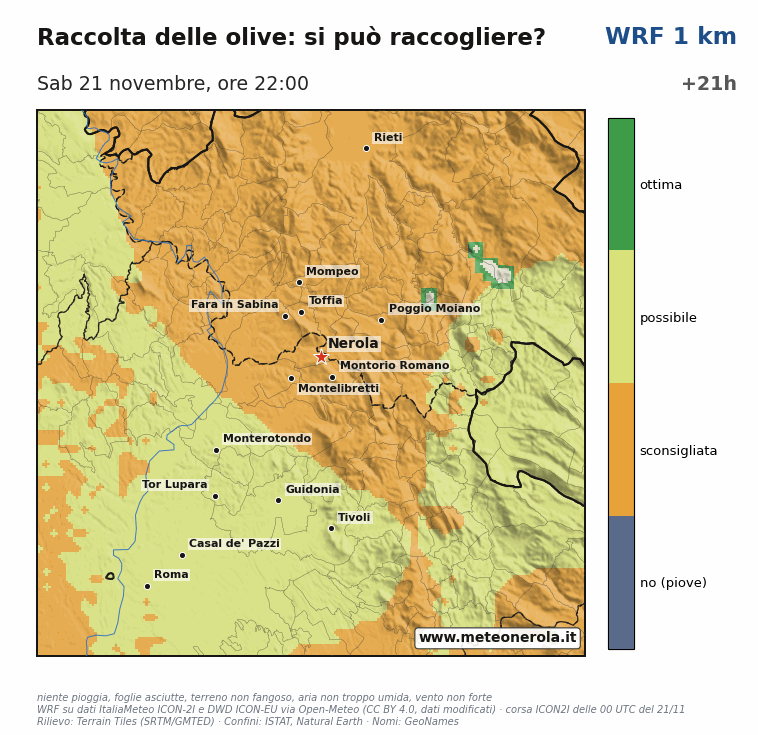 Raccolta delle olive: si può raccogliere?
WRF 1 km
Sab 21 novembre, ore 22:00
+21h
Rieti
ottima
Mompeo
Fara in Sabina
Toffia
Poggio Moiano
possibile
Nerola
Montorio Romano
Montelibretti
Monterotondo
sconsigliata
Tor Lupara
Guidonia
Tivoli
Casal de' Pazzi
Roma
no (piove)
www.meteonerola.it
niente pioggia, foglie asciutte, terreno non fangoso, aria non troppo umida, vento non forte
WRF su dati ItaliaMeteo ICON-2I e DWD ICON-EU via Open-Meteo (CC BY 4.0, dati modificati) · corsa ICON2I delle 00 UTC del 21/11
Rilievo: Terrain Tiles (SRTM/GMTED) · Confini: ISTAT, Natural Earth · Nomi: GeoNames